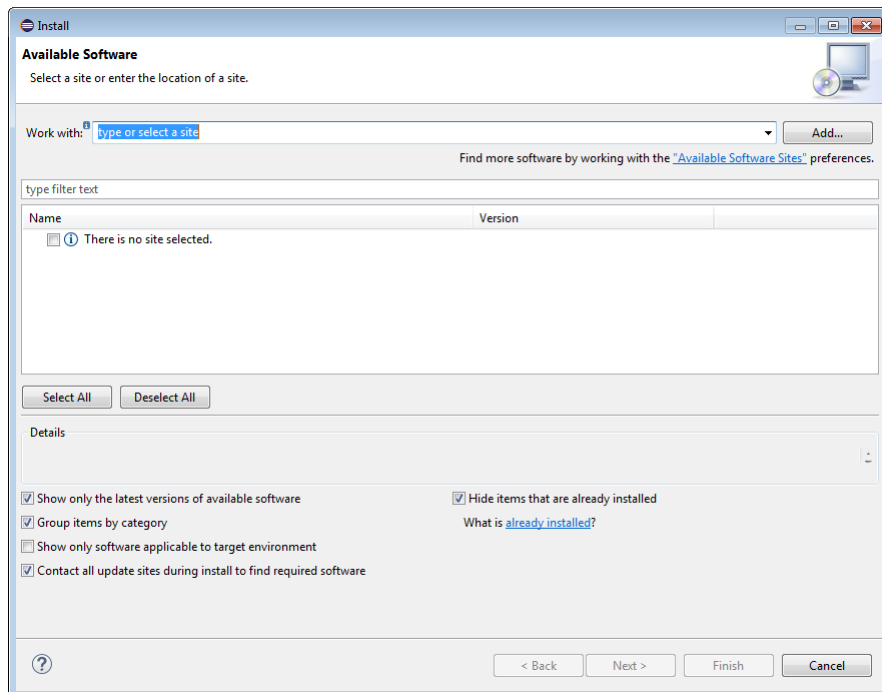 Install
Available Software
Select a site or enter the location of a site.
Work with: type or select a site Add...
Find more software by working with the "Available Software Sites" preferences.
type filter text
Name Version
There is no site selected.
Select All Deselect All
Details
Show only the latest versions of available software Hide items that are already installed
Group items by category What is already installed?
Show only software applicable to target environment
Contact all update sites during install to find required software
? < Back Next > Finish Cancel